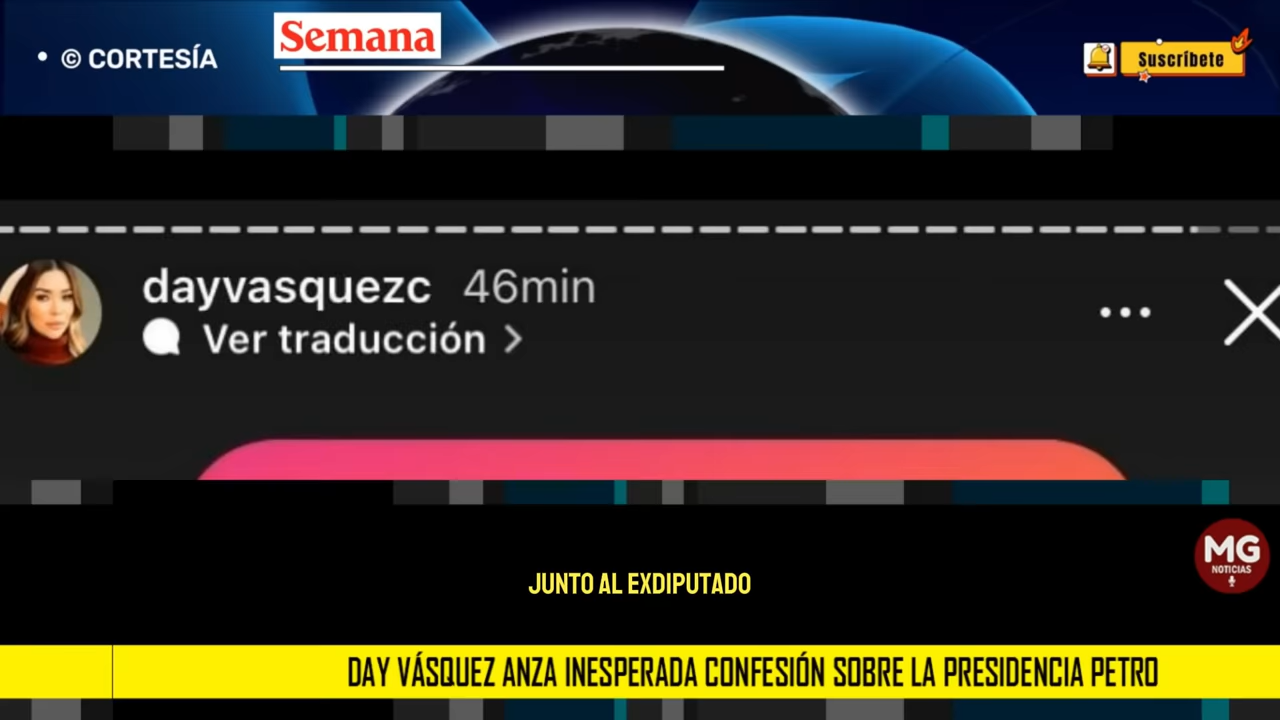 • © CORTESÍA
Semana
Suscríbete
dayvasquezc 46min
Ver traducción >
MG
NOTICIAS
JUNTO AL EXDIPUTADO
DAY VÁSQUEZ ANZA INESPERADA CONFESIÓN SOBRE LA PRESIDENCIA PETRO